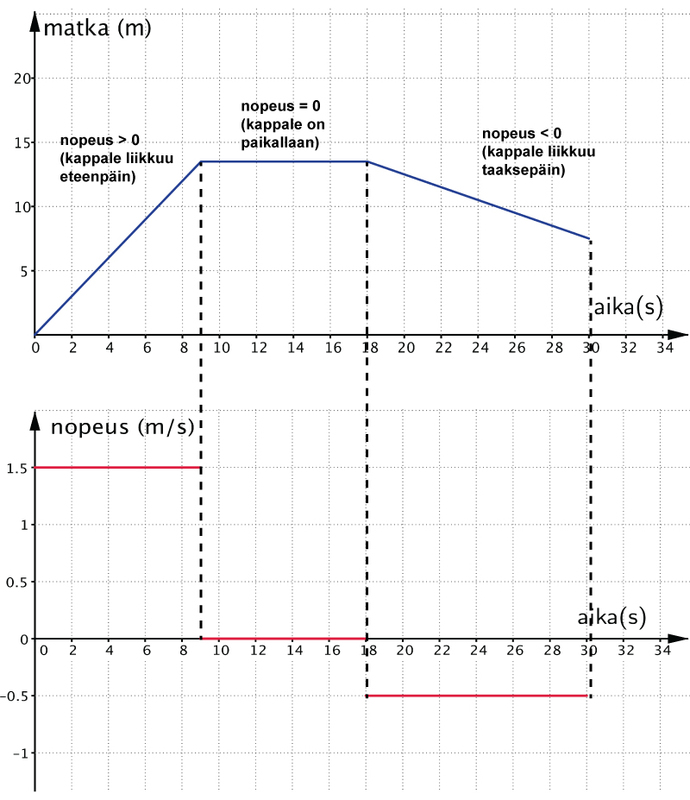 matka (m)
20
nopeus = 0
(kappale on
paikallaan)
nopeus > 0
(kappale liikkuu
eteenpäin)
nopeus < 0
(kappale liikkuu
taaksepäin)
15
10
5
aika(s)
0 2 4 6 8 10 12 14 16 18 20 22 24 26 28 30 32 34
nopeus (m/s)
1.5
1
0.5
aika(s)
0
0 2 4 6 8 10 12 14 16 18 20 22 24 26 28 30 32 34
−0.5
−1